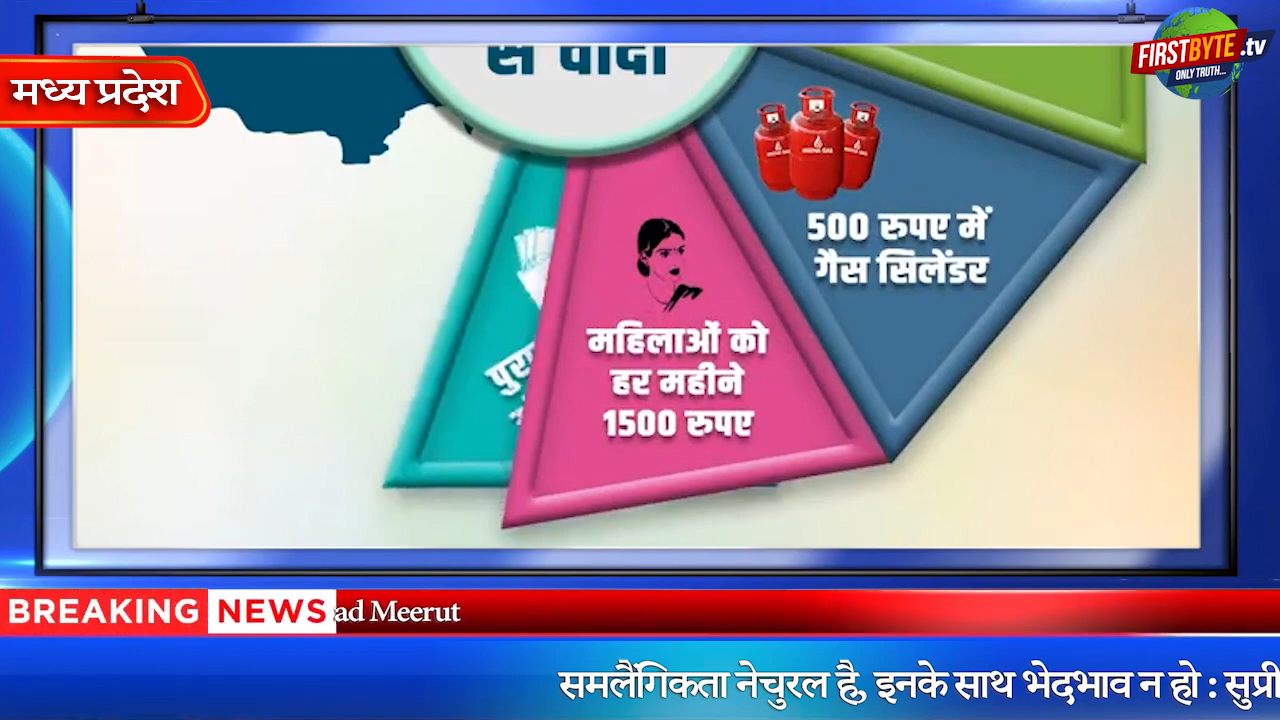 से वादा
मध्य प्रदेश
FIRSTBYTE.tv
ONLY TRUTH...
500 रुपए में
गैस सिलेंडर
महिलाओं को
हर महीने
1500 रुपए
BREAKING NEWS
ad Meerut
समलैंगिकता नेचुरल है, इनके साथ भेदभाव न हो : सुप्री